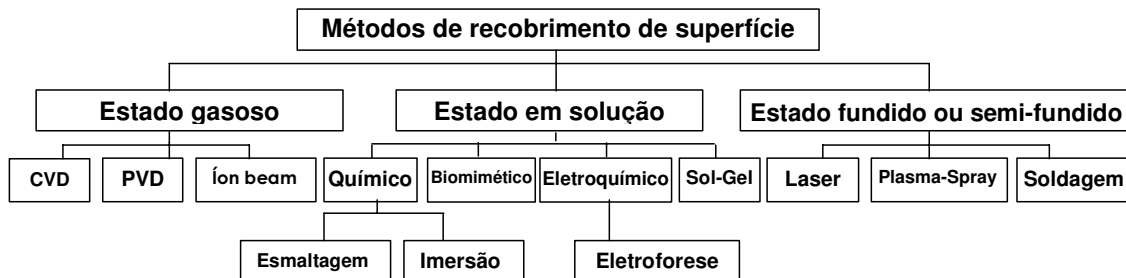 Métodos de recobrimento de superfície
Estado gasoso
Estado em solução
Estado fundido ou semi-fundido
CVD
PVD
Íon beam
Químico
Biomimético
Eletroquímico
Sol-Gel
Laser
Plasma-Spray
Soldagem
Esmaltagem
Imersão
Eletroforese